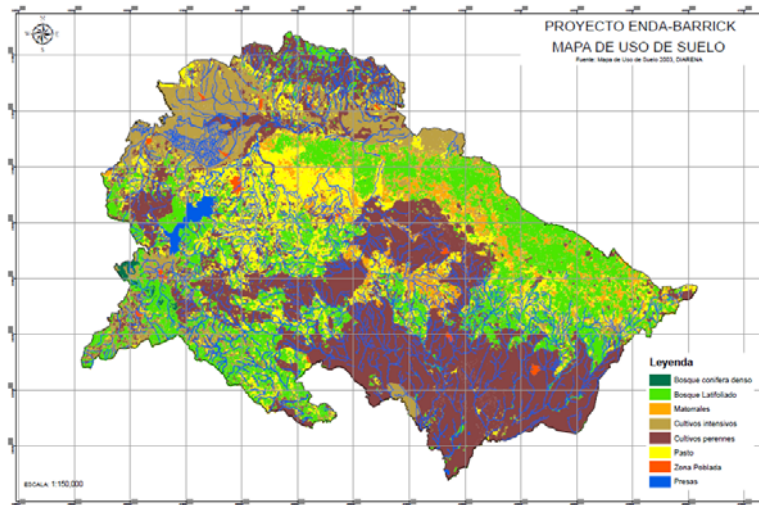 PROYECTO ENDA-BARRICK
MAPA DE USO DE SUELO
Fuente: Mapa de Uso de Suelo 2003, DIARENA
Leyenda
Bosque conifera denso
Bosque Latifoliado
Matorrales
Cultivos intensivos
Cultivos perennes
Pasto
Zona Poblada
Presas
ESCALA: 1:150,000